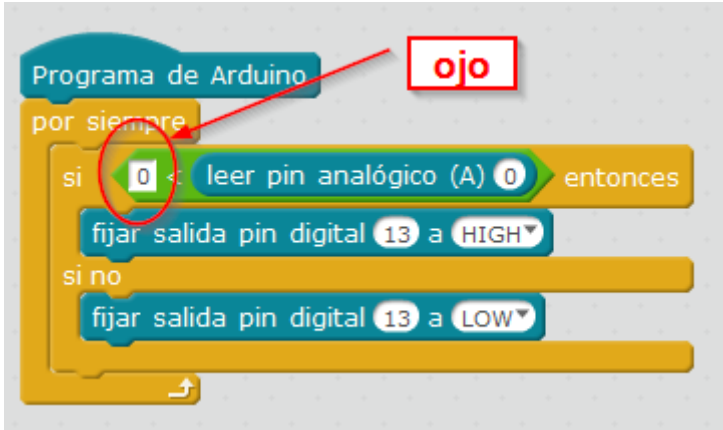 ojo
Programa de Arduino
por siempre
si 0 < leer pin analógico (A) 0 entonces
fijar salida pin digital 13 a HIGH
si no
fijar salida pin digital 13 a LOW